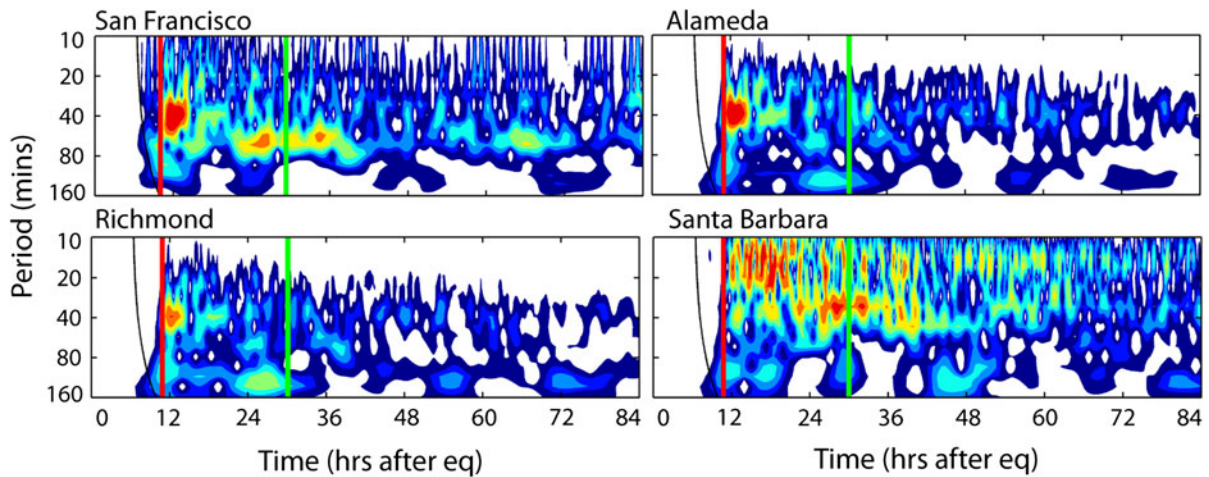 San Francisco
10
20
40
80
160
Alameda
Richmond
10
20
40
80
160
0 12 24 36 48 60 72 84
Santa Barbara
0 12 24 36 48 60 72 84
Period (mins)
Time (hrs after eq)
Time (hrs after eq)